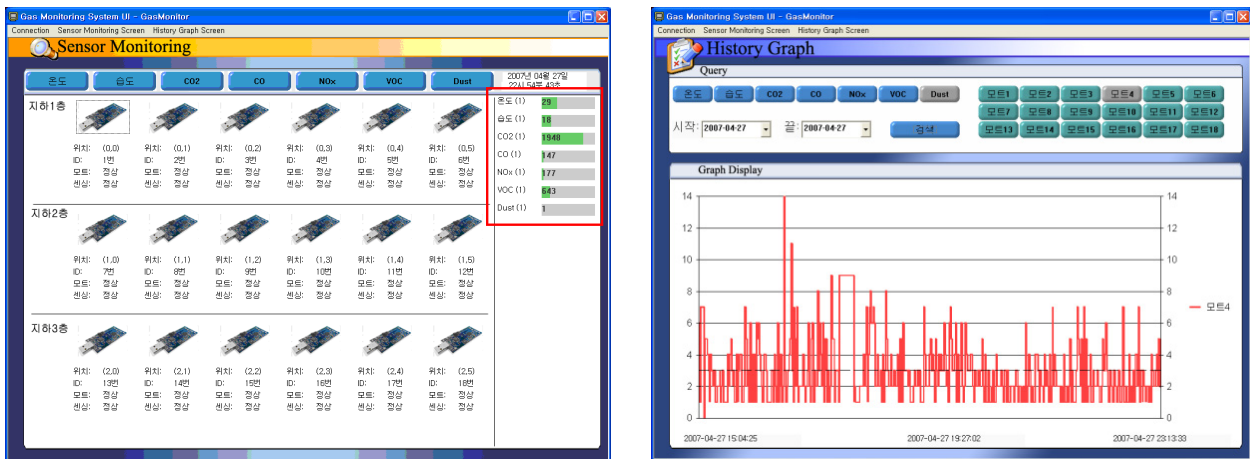 Gas Monitoring System UI - GasMonitor
Connection Sensor Monitoring Screen History Graph Screen
Sensor Monitoring
온도 습도 CO2 CO NOx VOC Dust
2007년 04월 27일
22시 54분 43초
지하1층
위치: (0,0) 위치: (0,1) 위치: (0,2) 위치: (0,3) 위치: (0,4) 위치: (0,5)
ID: 1번 ID: 2번 ID: 3번 ID: 4번 ID: 5번 ID: 6번
모트: 정상 모트: 정상 모트: 정상 모트: 정상 모트: 정상 모트: 정상
센싱: 정상 센싱: 정상 센싱: 정상 센싱: 정상 센싱: 정상 센싱: 정상
지하2층
위치: (1,0) 위치: (1,1) 위치: (1,2) 위치: (1,3) 위치: (1,4) 위치: (1,5)
ID: 7번 ID: 8번 ID: 9번 ID: 10번 ID: 11번 ID: 12번
모트: 정상 모트: 정상 모트: 정상 모트: 정상 모트: 정상 모트: 정상
센싱: 정상 센싱: 정상 센싱: 정상 센싱: 정상 센싱: 정상 센싱: 정상
지하3층
위치: (2,0) 위치: (2,1) 위치: (2,2) 위치: (2,3) 위치: (2,4) 위치: (2,5)
ID: 13번 ID: 14번 ID: 15번 ID: 16번 ID: 17번 ID: 18번
모트: 정상 모트: 정상 모트: 정상 모트: 정상 모트: 정상 모트: 정상
센싱: 정상 센싱: 정상 센싱: 정상 센싱: 정상 센싱: 정상 센싱: 정상
온도 (1) 29
습도 (1) 18
CO2 (1) 1940
CO (1) 147
NOx (1) 177
VOC (1) 643
Dust (1) 1
Gas Monitoring System UI - GasMonitor
Connection Sensor Monitoring Screen History Graph Screen
History Graph
Query
온도 습도 CO2 CO NOx VOC Dust
모트1 모트2 모트3 모트4 모트5 모트6
모트7 모트8 모트9 모트10 모트11 모트12
시작: 2007-04-27 끝: 2007-04-27 검색
모트13 모트14 모트15 모트16 모트17 모트18
Graph Display
14 14
12 12
10 10
8 8
6 6
4 4
2 2
0 0
모트4
2007-04-27 15:04:25 2007-04-27 19:27:02 2007-04-27 23:13:33